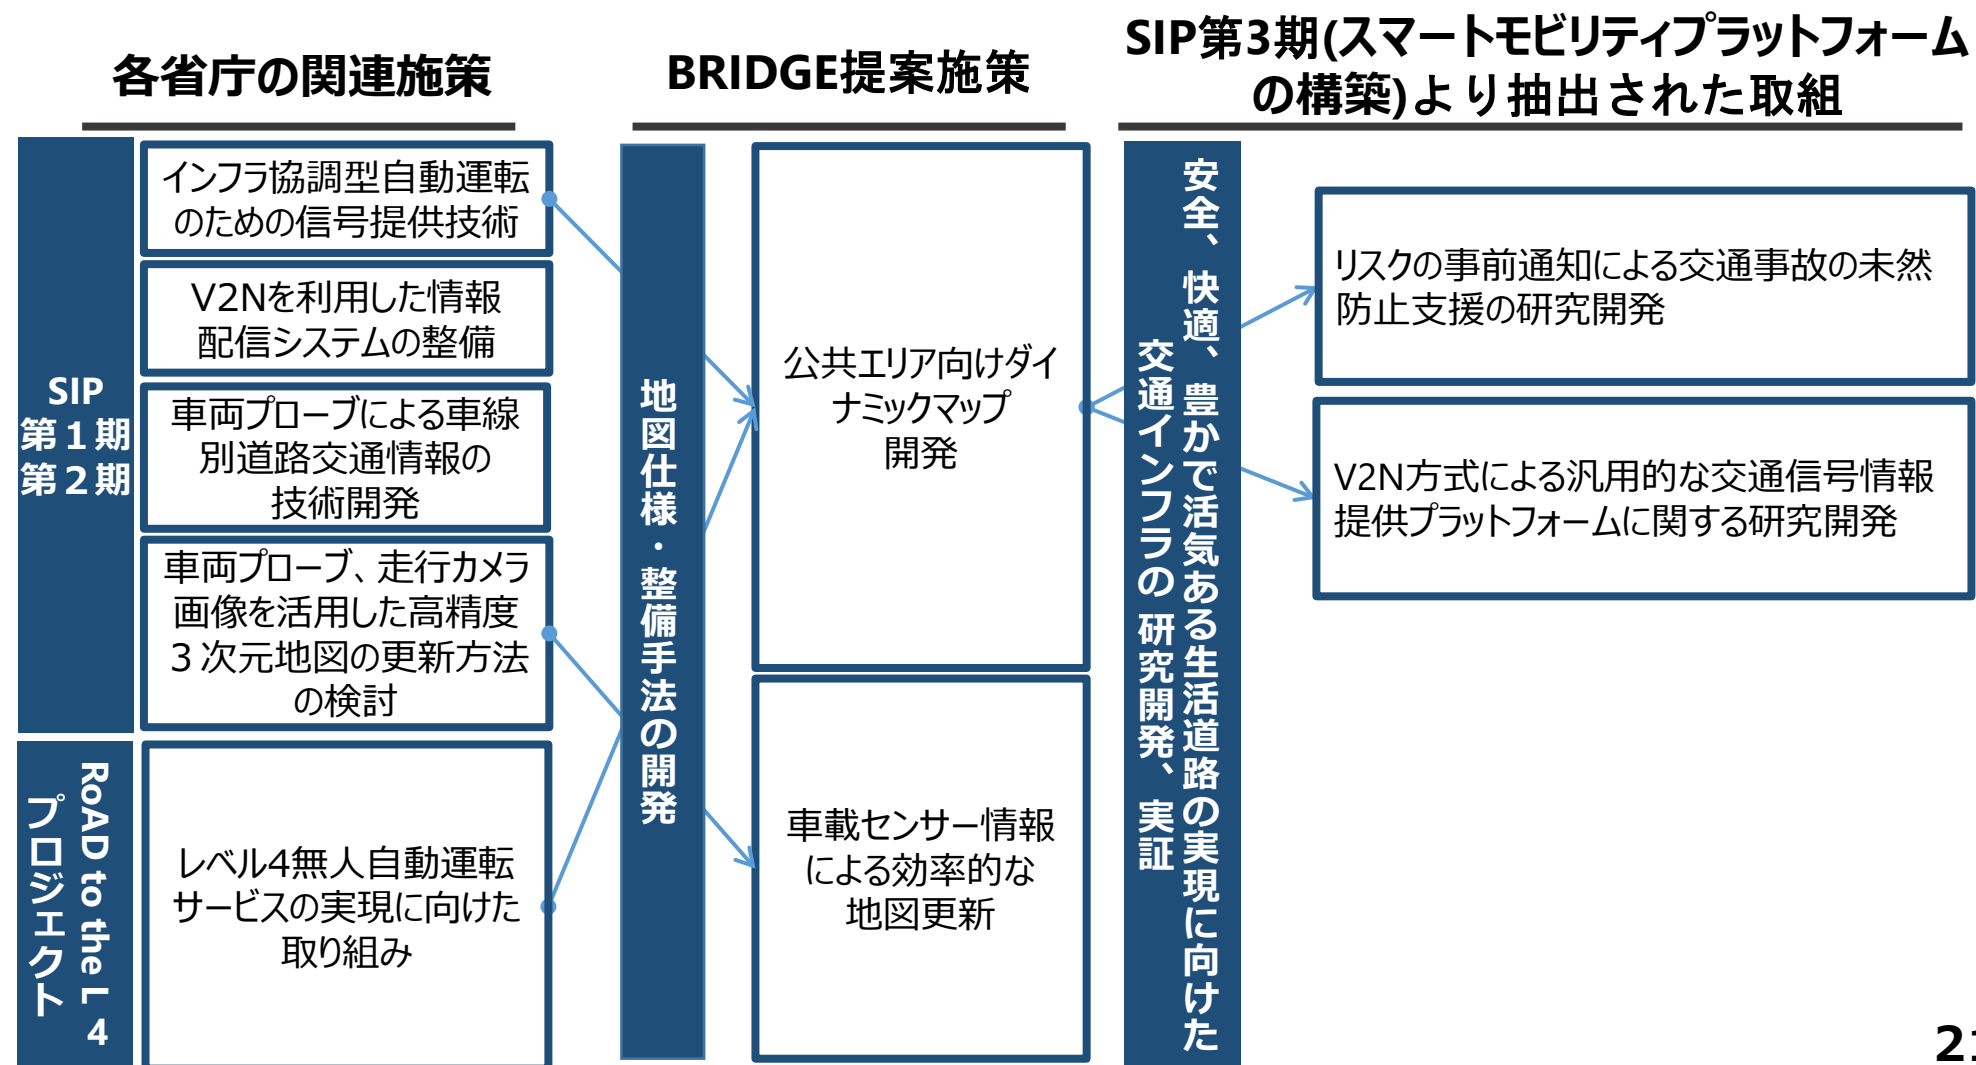 各省庁の関連施策
BRIDGE提案施策
SIP第3期(スマートモビリティプラットフォーム
の構築)より抽出された取組
SIP
第１期
第２期
インフラ協調型自動運転
のための信号提供技術
V2Nを利用した情報
配信システムの整備
車両プローブによる車線
別道路交通情報の
技術開発
車両プローブ、走行カメラ
画像を活用した高精度
３次元地図の更新方法
の検討
RoAD to the L 4
プロジェクト
レベル4無人自動運転
サービスの実現に向けた
取り組み
地図仕様・整備手法の開発
公共エリア向けダイ
ナミックマップ
開発
車載センサー情報
による効率的な
地図更新
安全、快適、豊かで活気ある生活道路の実現に向けた
交通インフラの研究開発、実証
リスクの事前通知による交通事故の未然
防止支援の研究開発
V2N方式による汎用的な交通信号情報
提供プラットフォームに関する研究開発